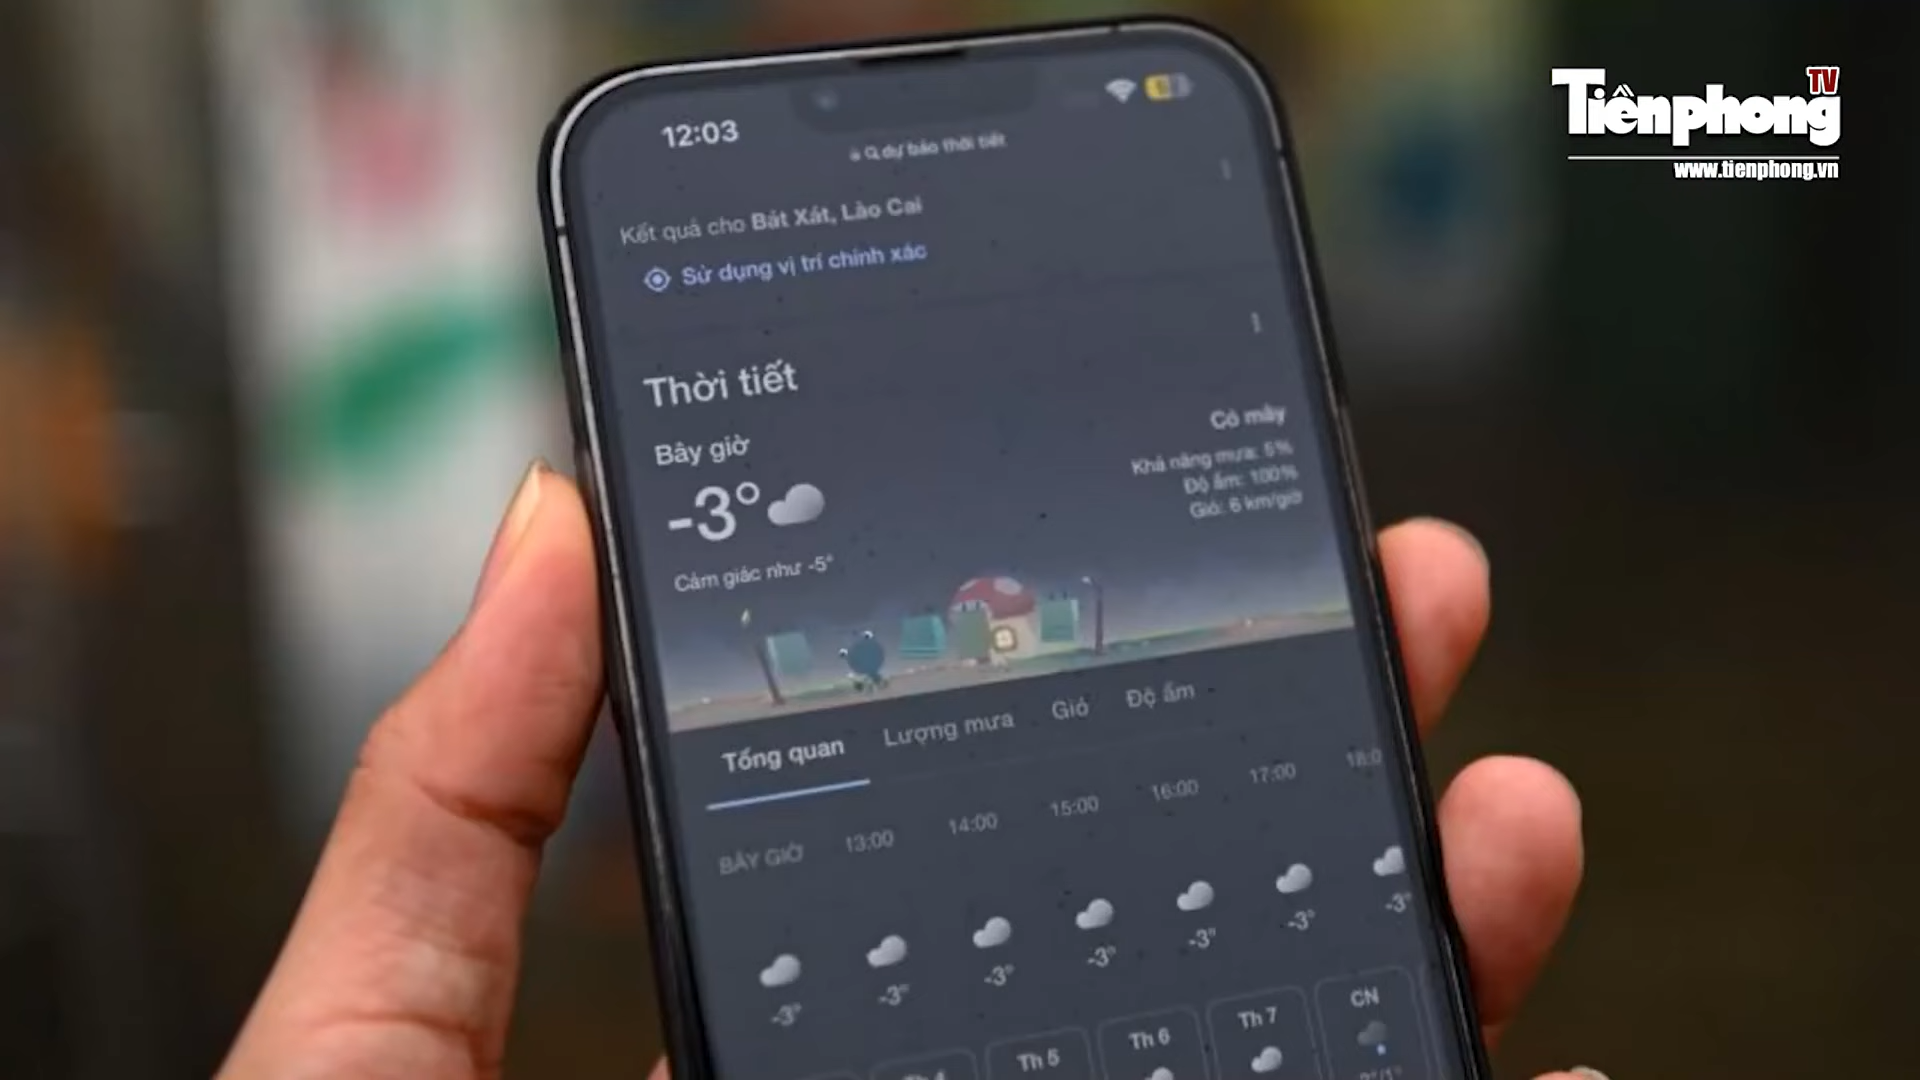 TiềnphongTV
www.tienphong.vn
12:03
dự báo thời tiết
Kết quả cho Bát Xát, Lào Cai
Sử dụng vị trí chính xác
Thời tiết
Bây giờ
-3°
Cảm giác như -5°
Có mây
Khả năng mưa: 5%
Độ ẩm: 100%
Gió: 6 km/giờ
Tổng quan Lượng mưa Gió Độ ẩm
BÂY GIỜ 13:00 14:00 15:00 16:00 17:00 18:0
-3° -3° -3° -3° -3° -3° -3°
Th 5 Th 6 Th 7 CN